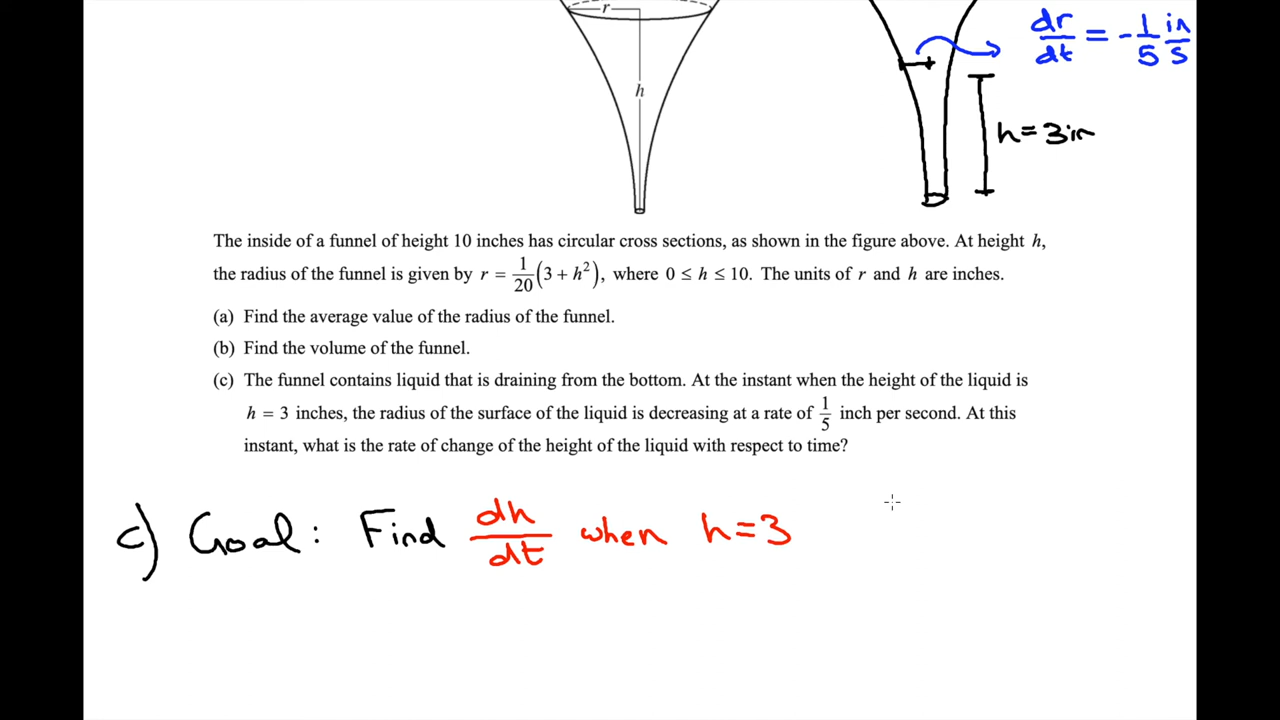 r
h
dr/dt = -1/5 in/s
h = 3in
The inside of a funnel of height 10 inches has circular cross sections, as shown in the figure above. At height h,
the radius of the funnel is given by r = 1/20 (3 + h²), where 0 ≤ h ≤ 10. The units of r and h are inches.
(a) Find the average value of the radius of the funnel.
(b) Find the volume of the funnel.
(c) The funnel contains liquid that is draining from the bottom. At the instant when the height of the liquid is
h = 3 inches, the radius of the surface of the liquid is decreasing at a rate of 1/5 inch per second. At this
instant, what is the rate of change of the height of the liquid with respect to time?
c) Goal: Find dh/dt when h=3